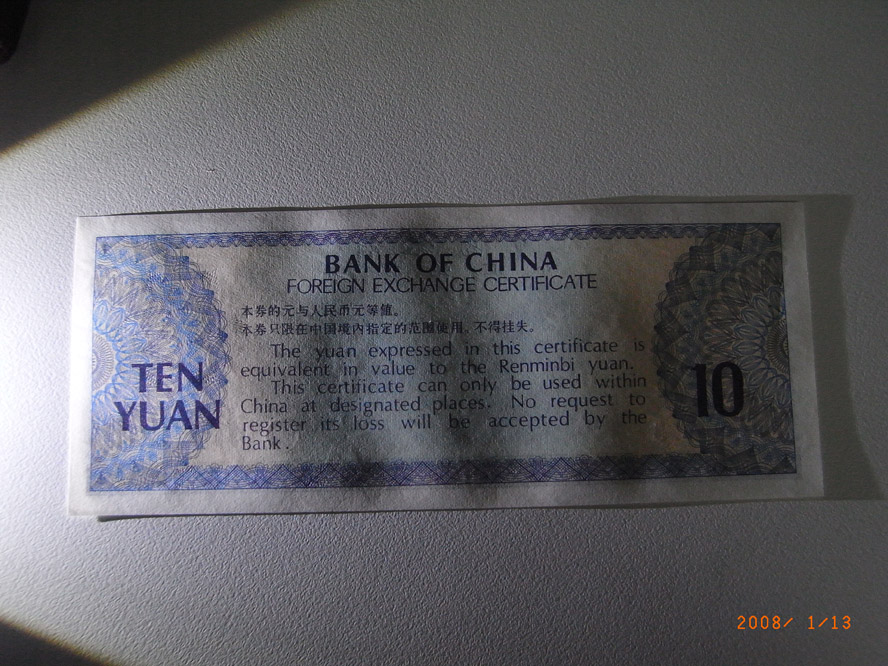 BANK OF CHINA
FOREIGN EXCHANGE CERTIFICATE
本券的元与人民币元等值。
本券只限在中国境内指定的范围使用，不得挂失。
The yuan expressed in this certificate is
equivalent in value to the Renminbi yuan.
This certificate can only be used within
China at designated places. No request to
register its loss will be accepted by the
Bank.
TEN
YUAN
10
2008/ 1/13